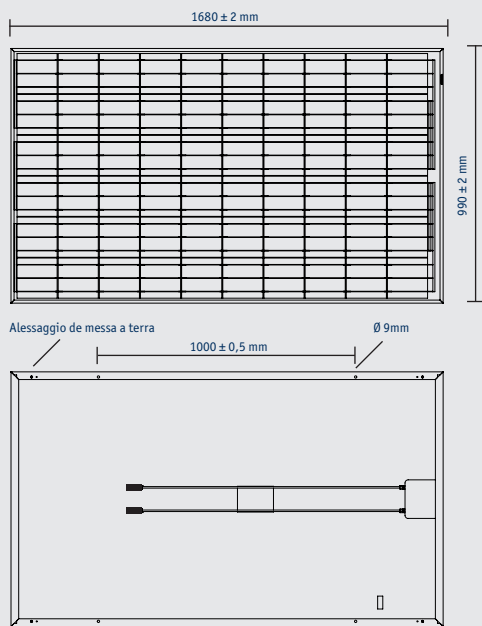 1680 ± 2 mm
990 ± 2 mm
Alessaggio de messa a terra
Ø 9mm
1000 ± 0,5 mm